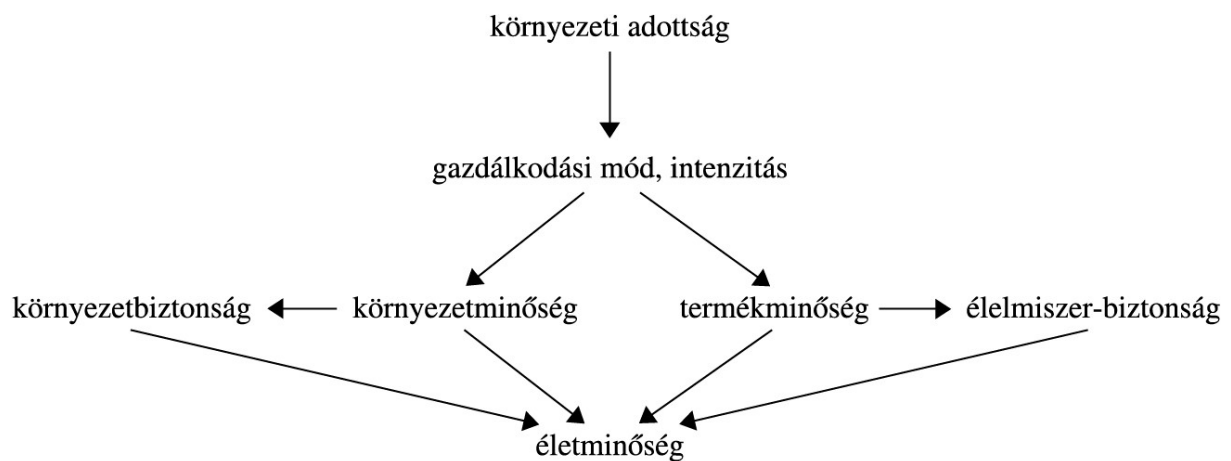 környezeti adottság
gazdálkodási mód, intenzitás
környezetbiztonság
környezetminőség
termékminőség
élelmiszer-biztonság
életminőség